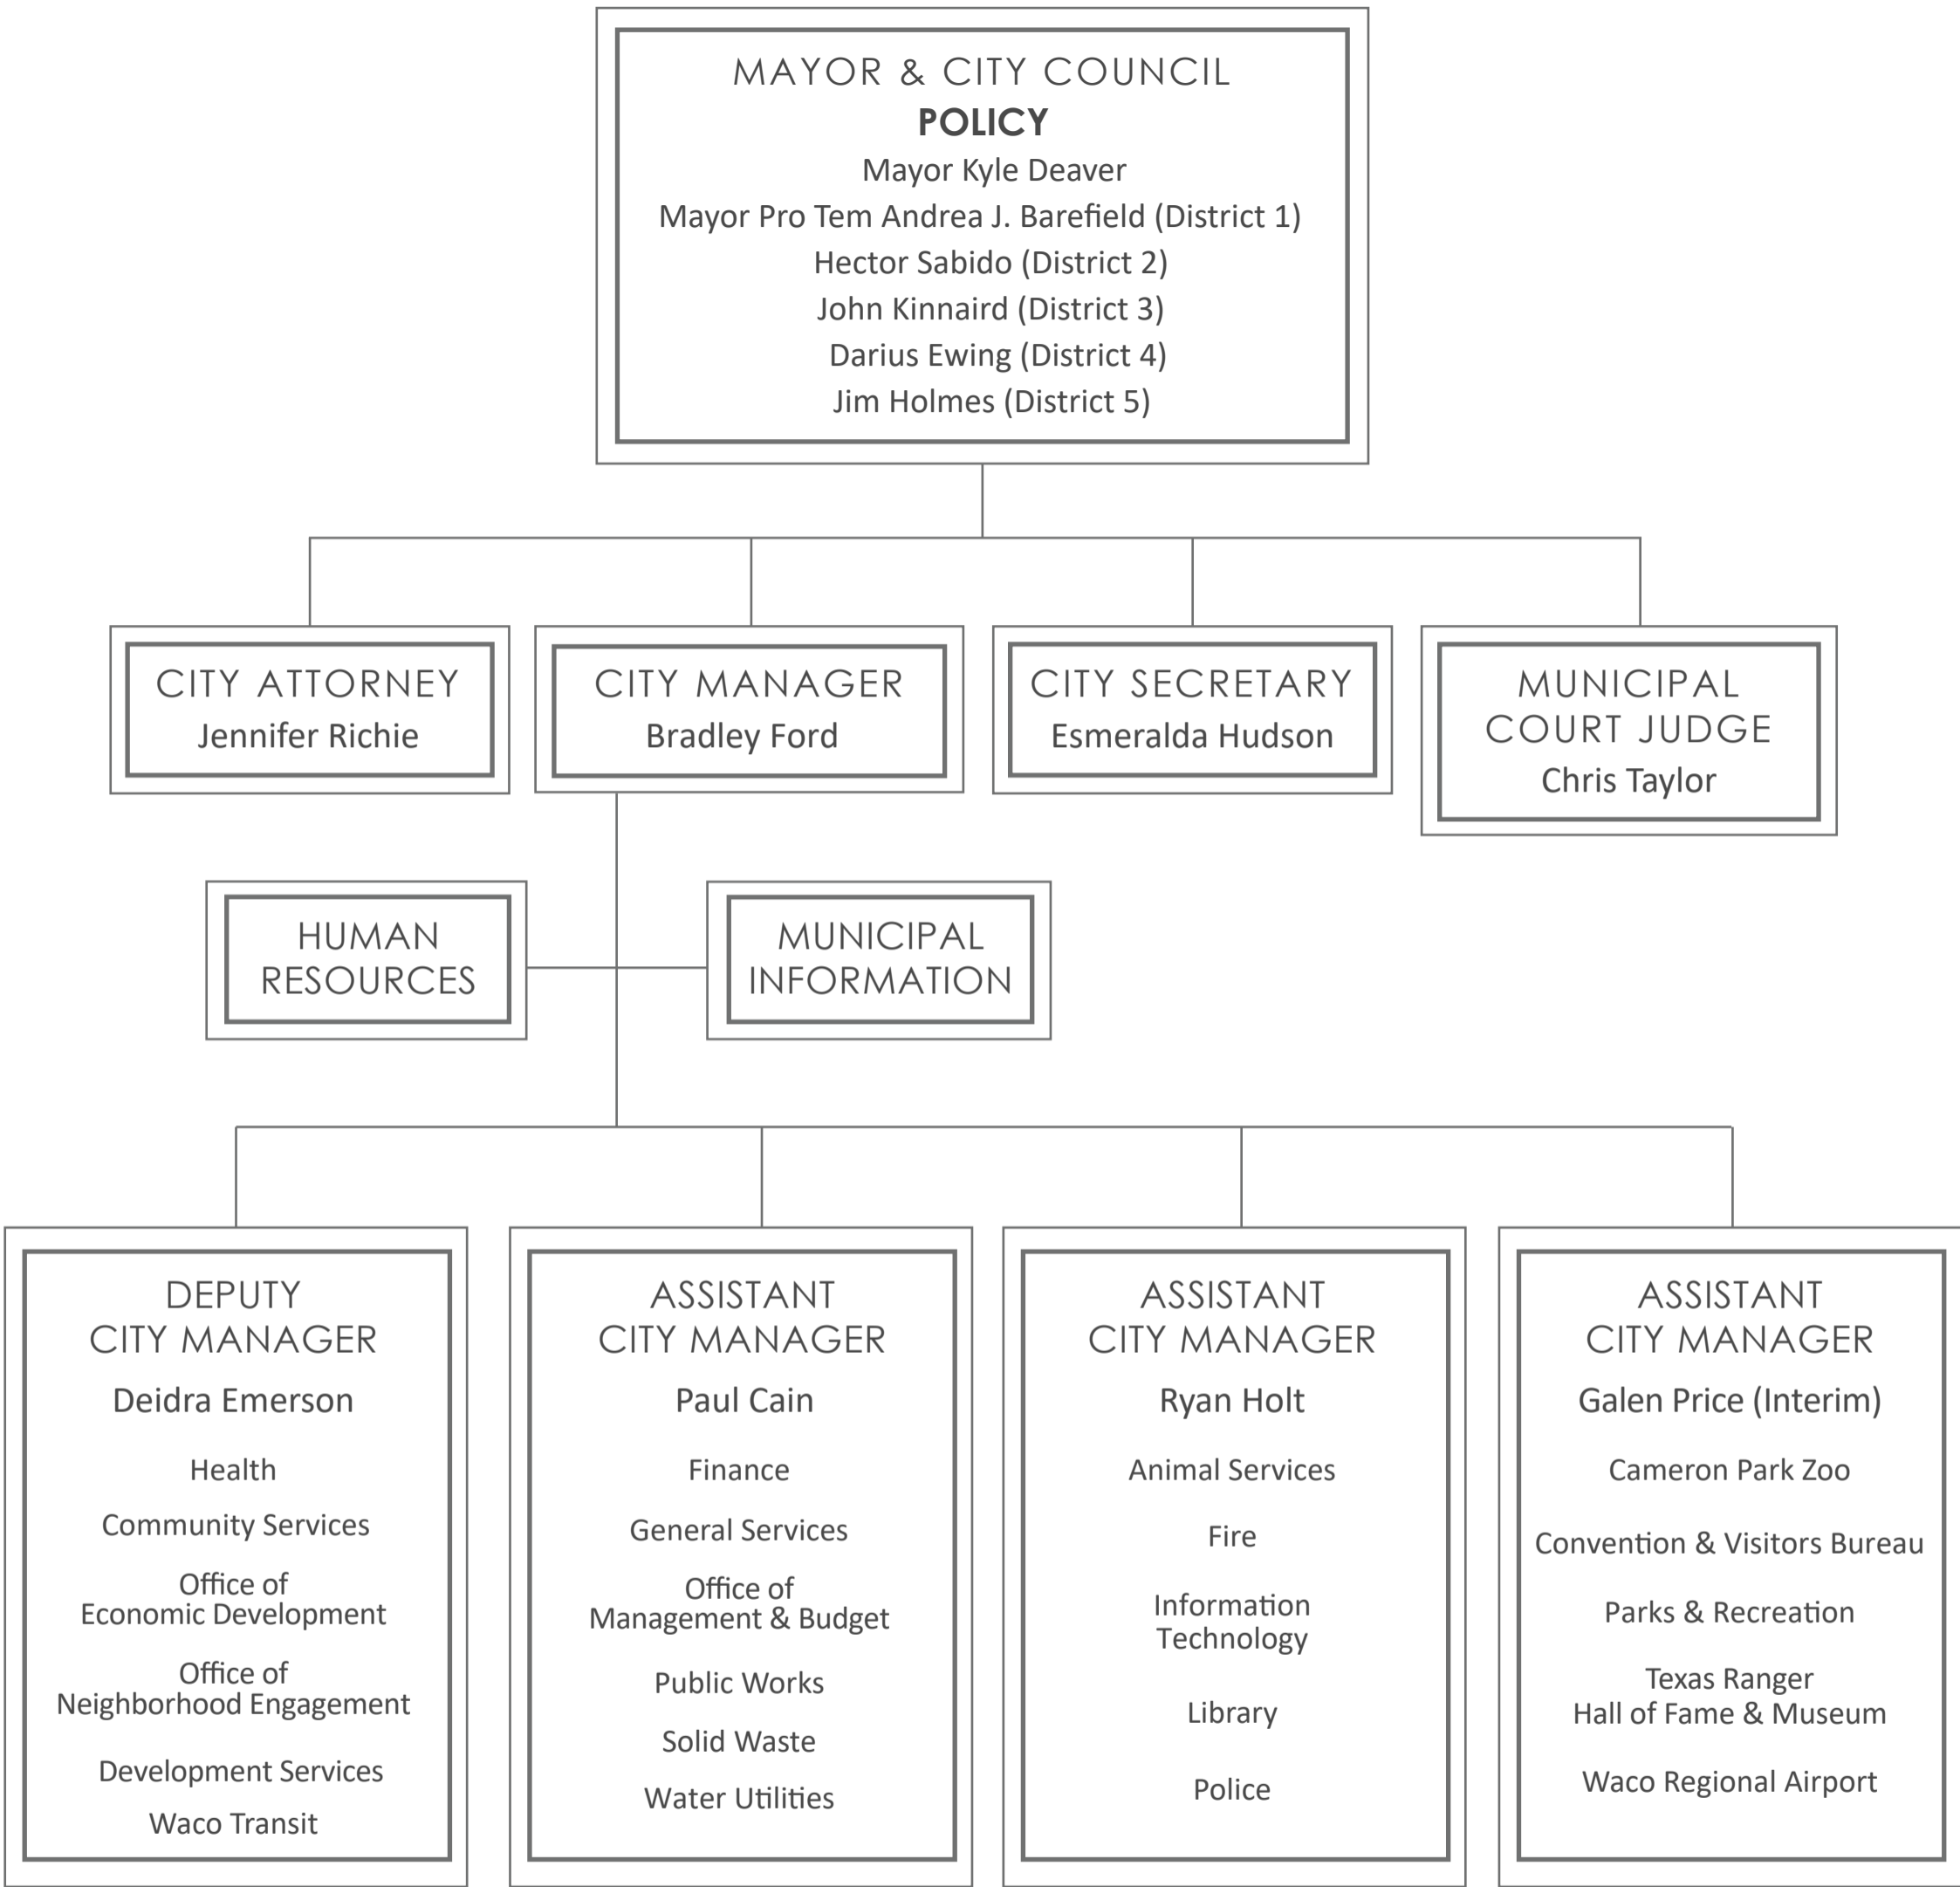 MAYOR & CITY COUNCIL
POLICY
Mayor Kyle Deaver
Mayor Pro Tem Andrea J. Barefield (District 1)
Hector Sabido (District 2)
John Kinnaird (District 3)
Darius Ewing (District 4)
Jim Holmes (District 5)
CITY ATTORNEY
Jennifer Richie
CITY MANAGER
Bradley Ford
CITY SECRETARY
Esmeralda Hudson
MUNICIPAL
COURT JUDGE
Chris Taylor
HUMAN
RESOURCES
MUNICIPAL
INFORMATION
DEPUTY
CITY MANAGER
Deidra Emerson
Health
Community Services
Office of
Economic Development
Office of
Neighborhood Engagement
Development Services
Waco Transit
ASSISTANT
CITY MANAGER
Paul Cain
Finance
General Services
Office of
Management & Budget
Public Works
Solid Waste
Water Utilities
ASSISTANT
CITY MANAGER
Ryan Holt
Animal Services
Fire
Information
Technology
Library
Police
ASSISTANT
CITY MANAGER
Galen Price (Interim)
Cameron Park Zoo
Convention & Visitors Bureau
Parks & Recreation
Texas Ranger
Hall of Fame & Museum
Waco Regional Airport